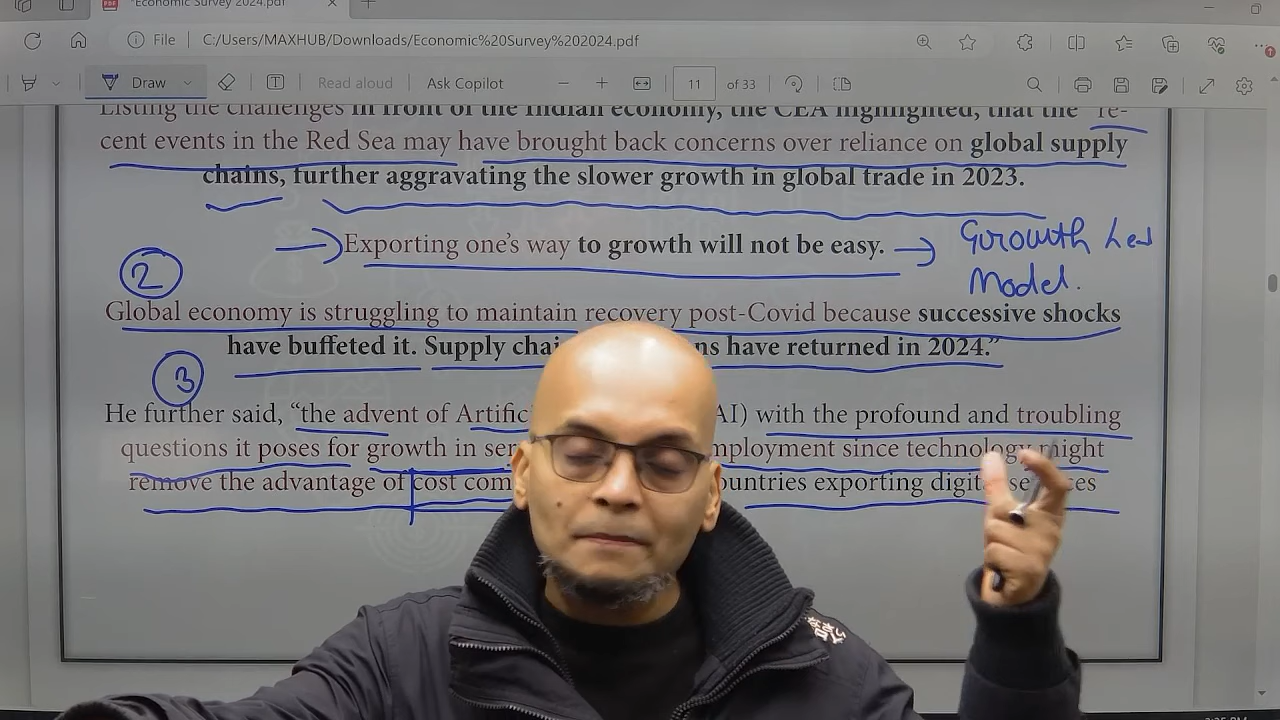 "Economic Survey 2024.pdf
File C:/Users/MAXHUB/Downloads/Economic%20Survey%202024.pdf
Draw Read aloud Ask Copilot 11 of 33
Listing the challenges in front of the Indian economy, the CEA highlighted, that the "re-
cent events in the Red Sea may have brought back concerns over reliance on global supply
chains, further aggravating the slower growth in global trade in 2023.
Exporting one's way to growth will not be easy.
Growth Led
Model.
2
Global economy is struggling to maintain recovery post-Covid because successive shocks
have buffeted it. Supply chai ns have returned in 2024."
3
He further said, "the advent of Artific AI) with the profound and troubling
questions it poses for growth in ser mployment since technology might
remove the advantage of cost com ountries exporting digit